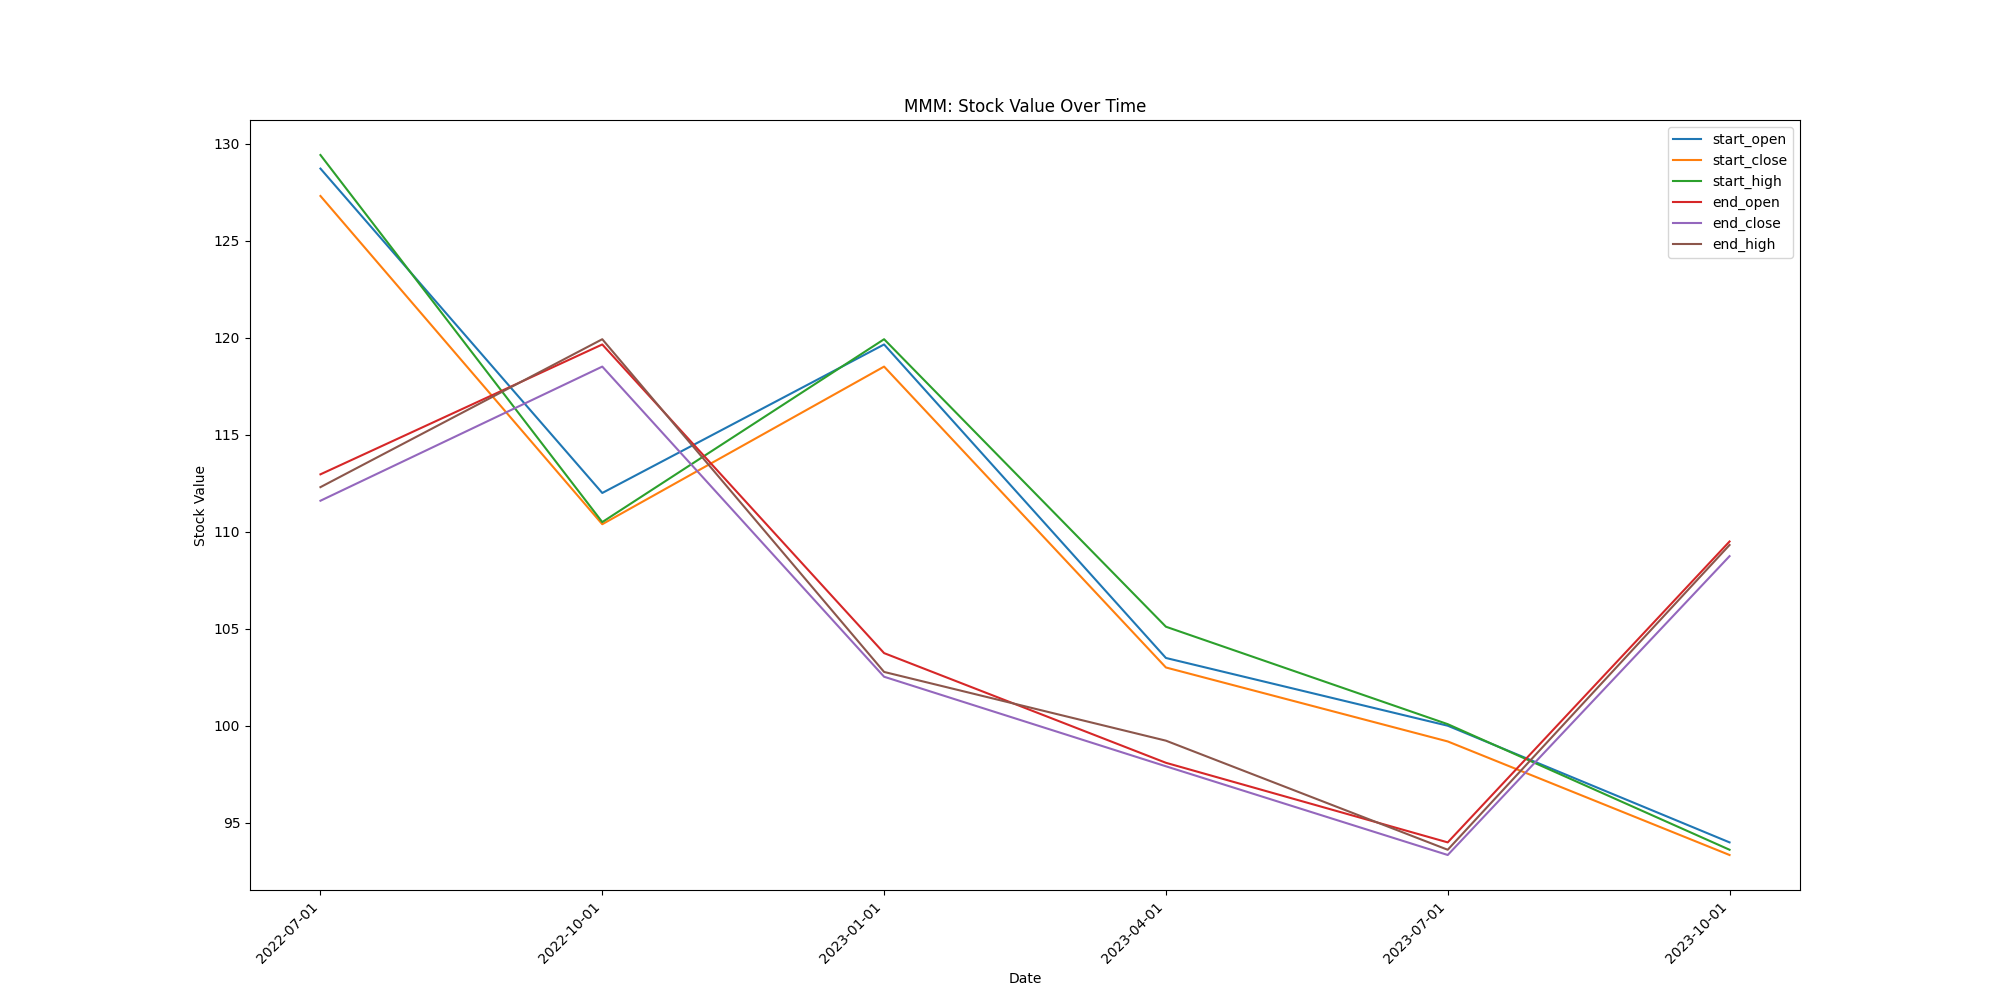 MMM: Stock Value Over Time
130
125
120
115
110
105
100
95
Stock Value
start_open
start_close
start_high
end_open
end_close
end_high
2022-07-01
2022-10-01
2023-01-01
2023-04-01
2023-07-01
2023-10-01
Date